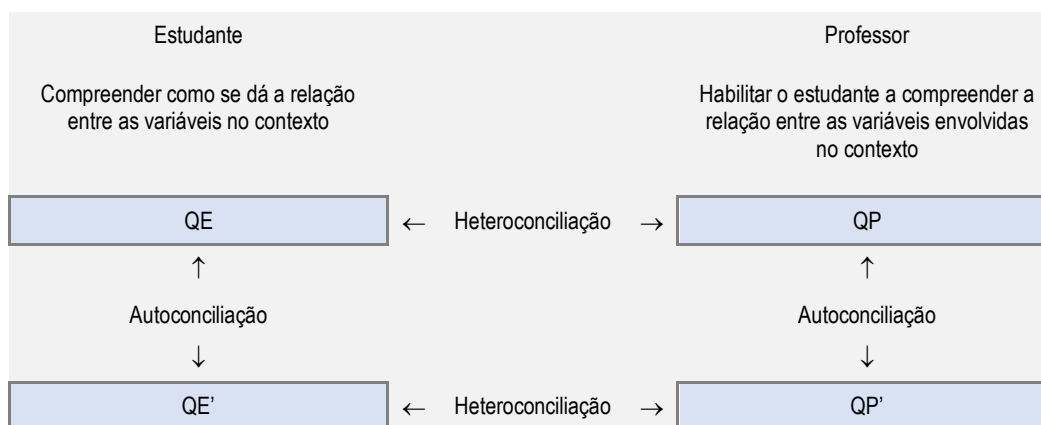 Estudante
Professor
Compreender como se dá a relação
entre as variáveis no contexto
Habilitar o estudante a compreender a
relação entre as variáveis envolvidas
no contexto
QE
← Heteroconciliação →
QP
↑
↑
Autoconciliação
Autoconciliação
↓
↓
QE’
← Heteroconciliação →
QP’